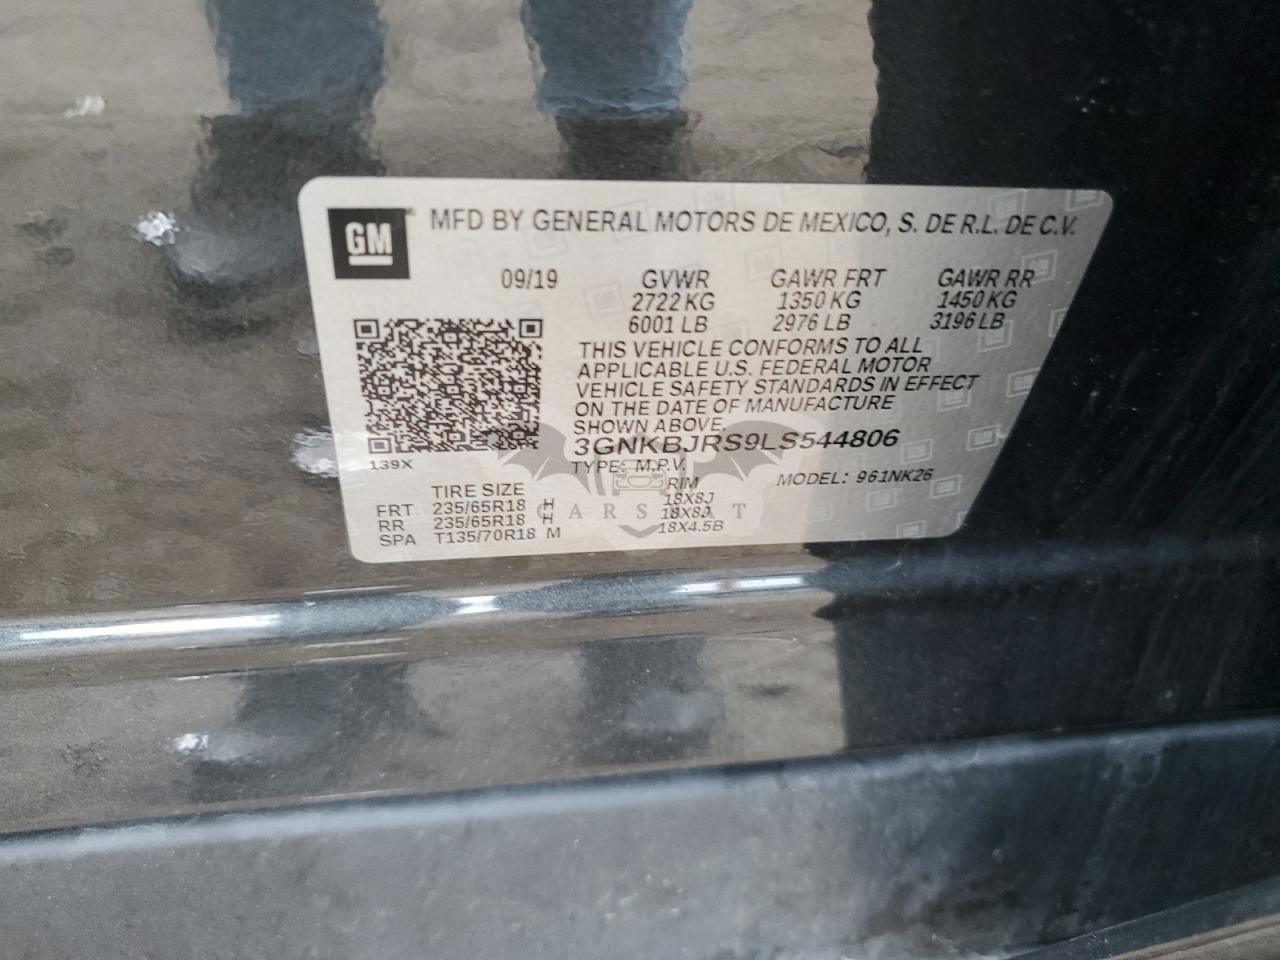 GM
MFD BY GENERAL MOTORS DE MEXICO, S. DE R.L. DE C.V.
09/19 GVWR GAWR FRT GAWR RR
2722 KG 1350 KG 1450 KG
6001 LB 2976 LB 3196 LB
THIS VEHICLE CONFORMS TO ALL
APPLICABLE U.S. FEDERAL MOTOR
VEHICLE SAFETY STANDARDS IN EFFECT
ON THE DATE OF MANUFACTURE
SHOWN ABOVE.
3GNKBJRS9LS544806
139X
TYPE: M.P.V. MODEL: 961NK26
TIRE SIZE RIM
FRT 235/65R18 H 18X8J
RR 235/65R18 H 18X8J
SPA T135/70R18 M 18X4.5B
CARSBAT